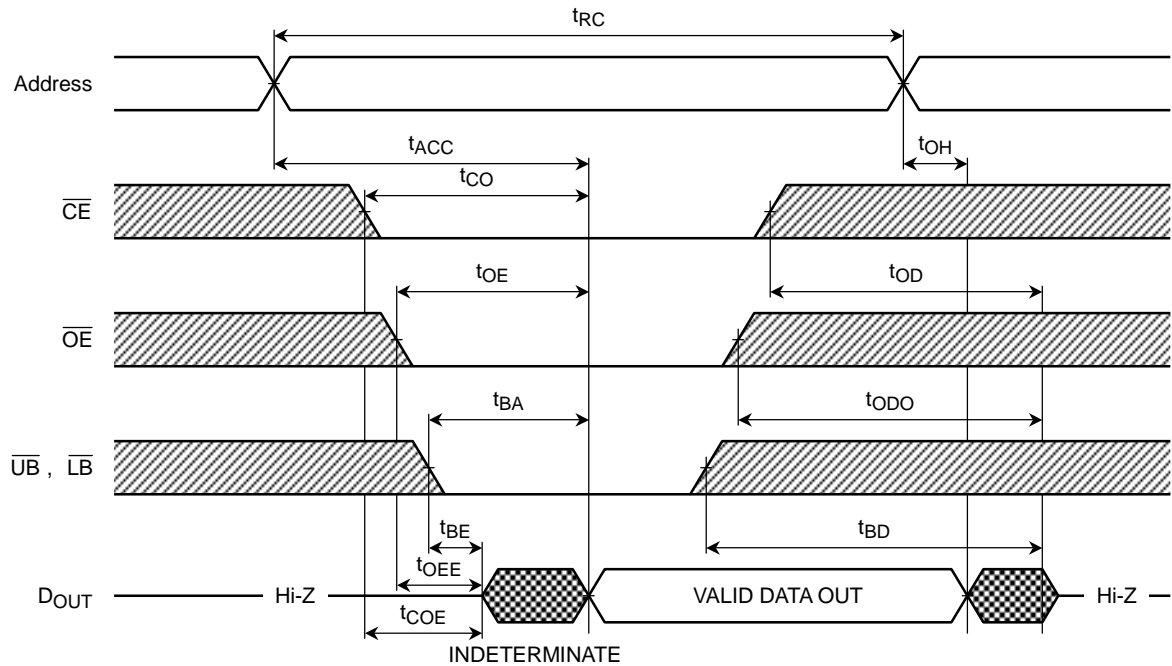 tRC
Address
tACC
tOH
tCO
CE
tOD
tOE
OE
tODO
tBA
UB , LB
tBD
tBE
tOEE
DOUT
Hi-Z
VALID DATA OUT
Hi-Z
tCOE
INDETERMINATE